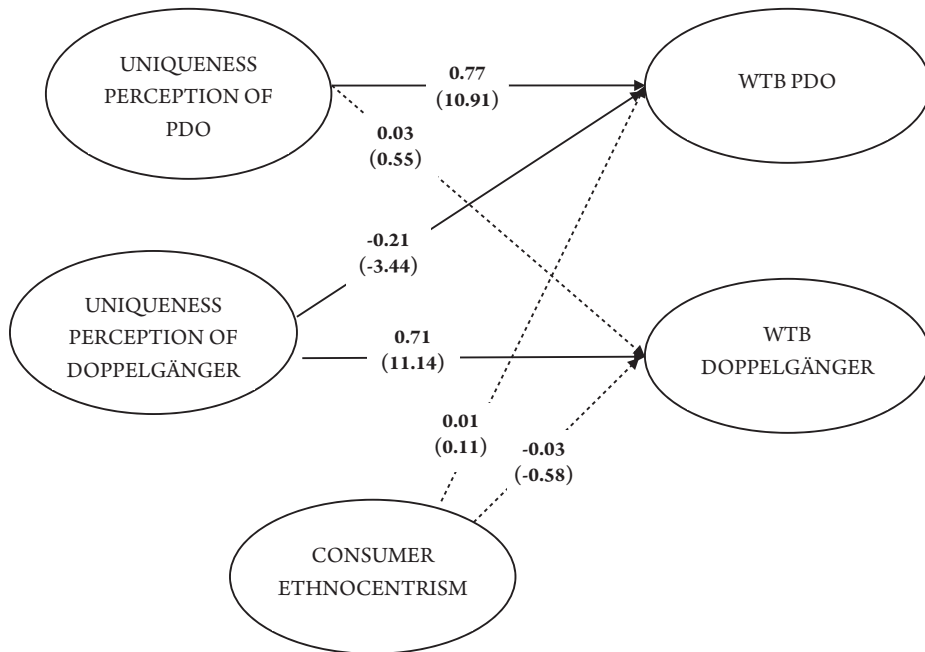 UNIQUENESS
PERCEPTION OF
PDO
0.77
(10.91)
WTB PDO
0.03
(0.55)
-0.21
(-3.44)
UNIQUENESS
PERCEPTION OF
DOPPELGÄNGER
0.71
(11.14)
WTB
DOPPELGÄNGER
0.01
(0.11)
-0.03
(-0.58)
CONSUMER
ETHNOCENTRISM